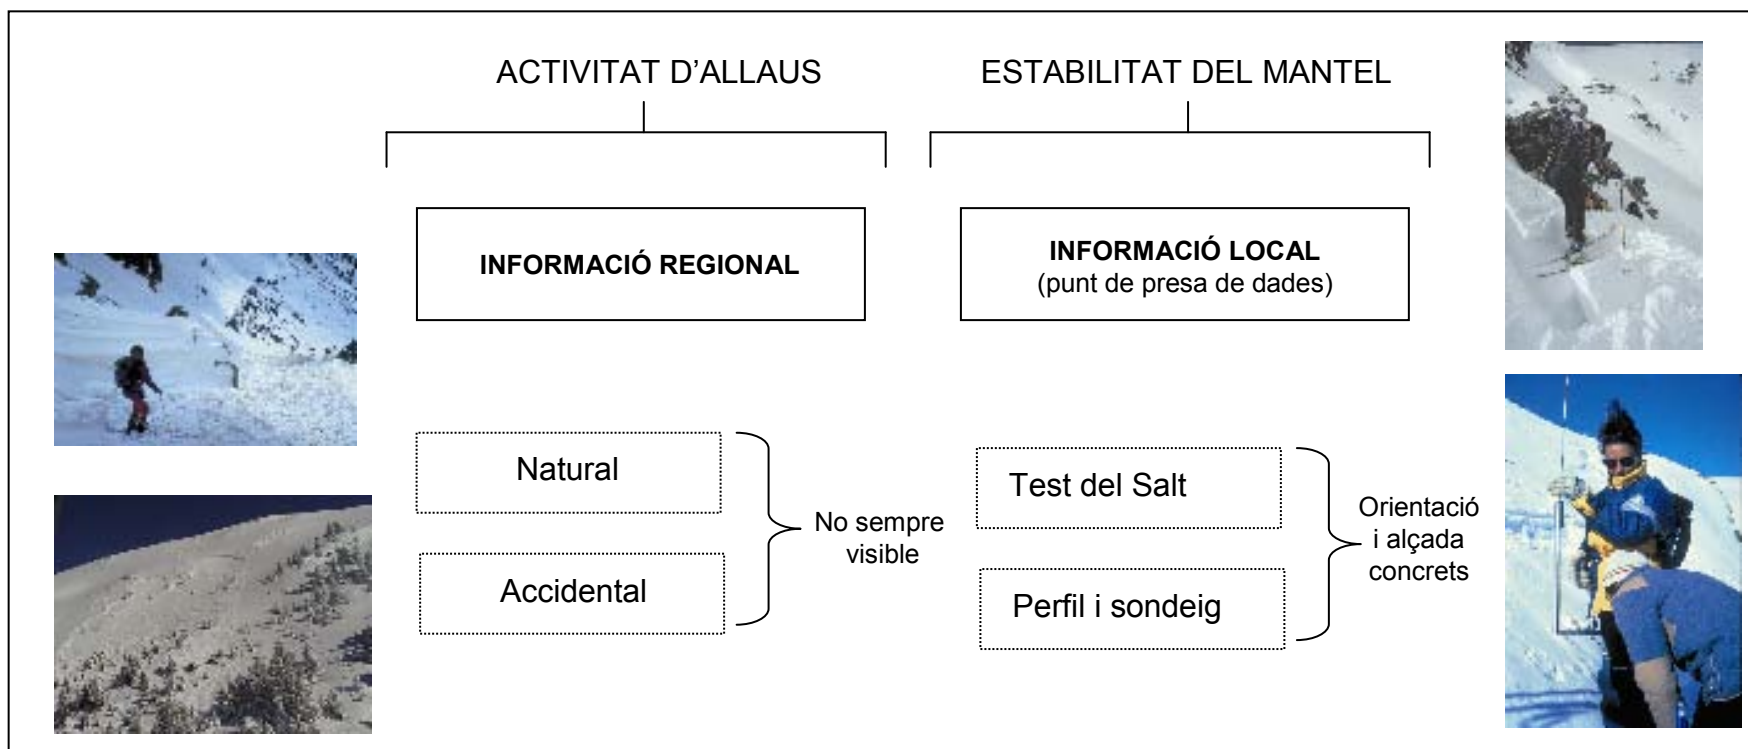 ACTIVITAT D'ALLAUS
INFORMACIÓ REGIONAL
Natural
Accidental
No sempre
visible
ESTABILITAT DEL MANTEL
INFORMACIÓ LOCAL
(punt de presa de dades)
Test del Salt
Perfil i sondeig
Orientació
i alçada
concrets